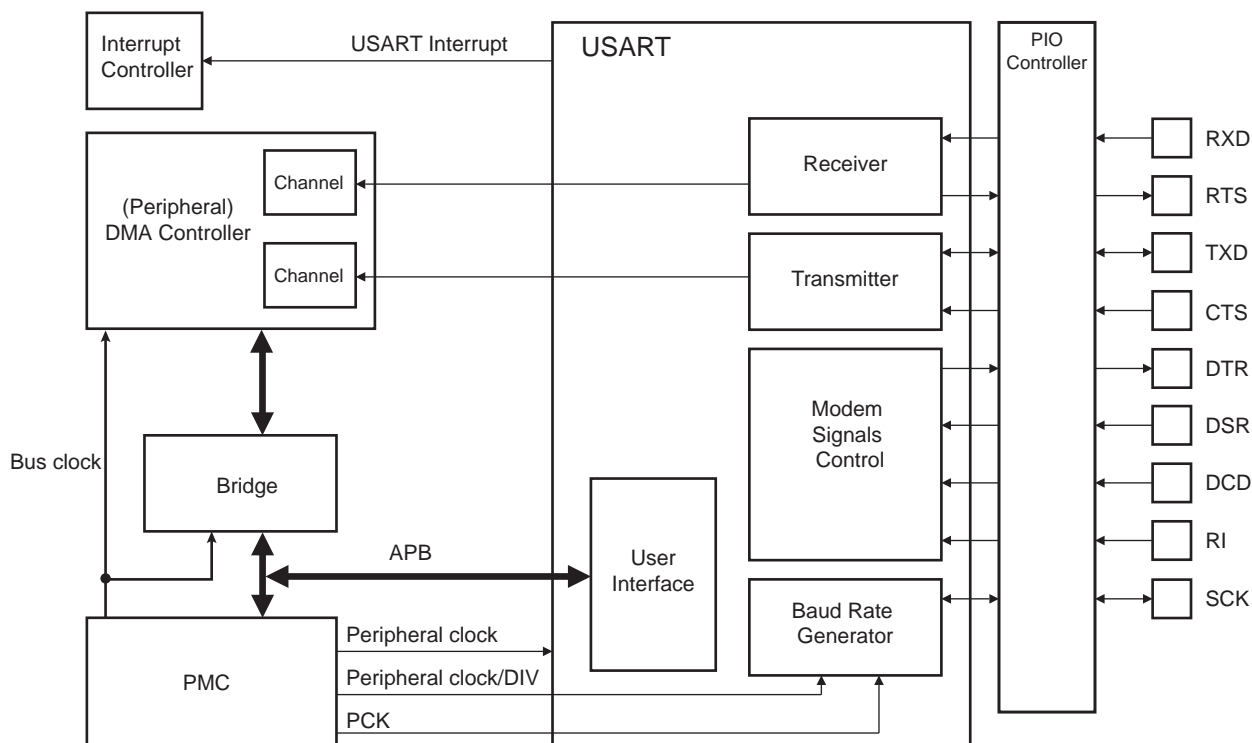 Interrupt
Controller
USART Interrupt
USART
PIO
Controller
(Peripheral)
DMA Controller
Channel
Channel
Receiver
Transmitter
Modem
Signals
Control
RXD
RTS
TXD
CTS
DTR
DSR
DCD
RI
SCK
Bus clock
Bridge
APB
User
Interface
Baud Rate
Generator
PMC
Peripheral clock
Peripheral clock/DIV
PCK